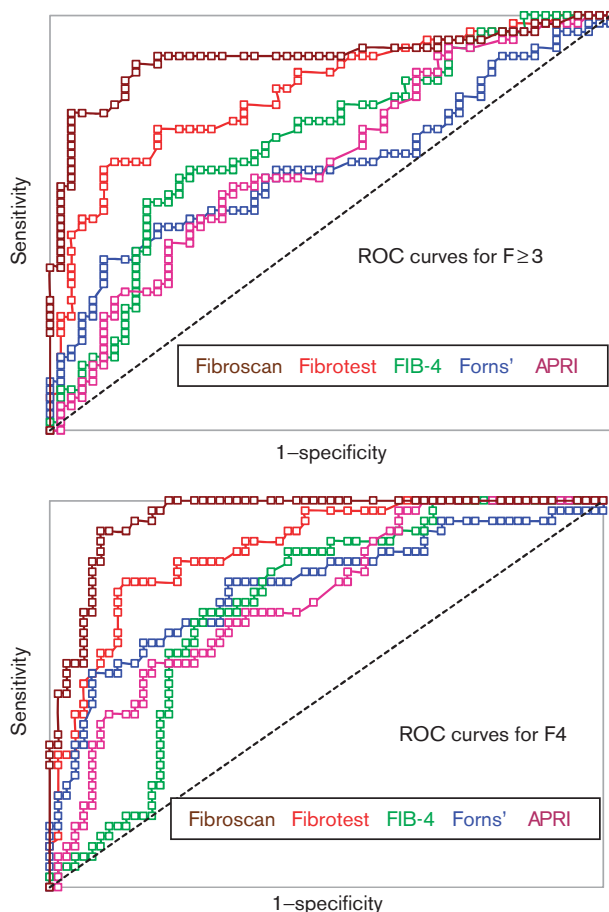 Sensitivity
ROC curves for F≥3
Fibroscan Fibrotest FIB-4 Forns’ APRI
1–specificity
Sensitivity
ROC curves for F4
Fibroscan Fibrotest FIB-4 Forns’ APRI
1–specificity